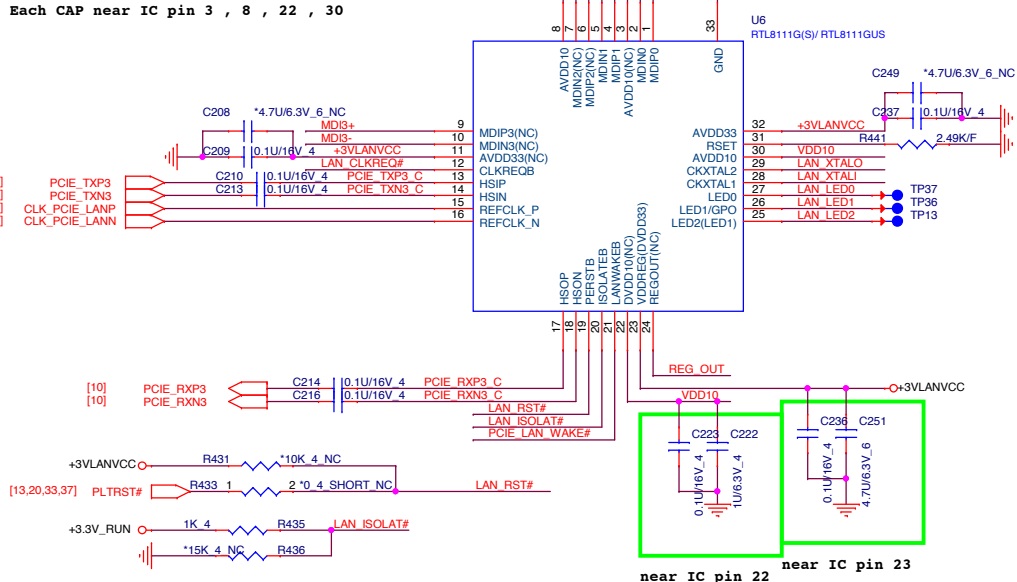 Each CAP near IC pin 3 , 8 , 22 , 30
U6
RTL8111G(S)/ RTL8111GUS
8 7 6 5 4 3 2 1 33
AVDD10
MDIN2(NC)
MDIP2(NC)
MDIN1
MDIP1
AVDD10(NC)
MDIN0
MDIP0
GND
C249 *4.7U/6.3V_6_NC
C237 0.1U/16V_4
C208 *4.7U/6.3V_6_NC
C209 0.1U/16V_4
MDI3+ 9 MDIP3(NC)
MDI3- 10 MDIN3(NC)
+3VLANVCC 11 AVDD33(NC)
LAN_CLKREQ# 12 CLKREQB
PCIE_TXP3 C210 0.1U/16V_4 PCIE_TXP3_C 13 HSIP
PCIE_TXN3 C213 0.1U/16V_4 PCIE_TXN3_C 14 HSIN
CLK_PCIE_LANP 15 REFCLK_P
CLK_PCIE_LANN 16 REFCLK_N
AVDD33 32 +3VLANVCC
RSET 31 R441 2.49K/F
AVDD10 30 VDD10
CKXTAL2 29 LAN_XTALO
CKXTAL1 28 LAN_XTALI
LED0 27 LAN_LED0 TP37
LED1/GPO 26 LAN_LED1 TP36
LED2(LED1) 25 LAN_LED2 TP13
HSOP
HSON
PERSTB
ISOLATEB
LANWAKEB
DVDD10(NC)
VDDREG(DVDD33)
REGOUT(NC)
17 18 19 20 21 22 23 24
REG_OUT
[10] PCIE_RXP3 C214 0.1U/16V_4 PCIE_RXP3_C
[10] PCIE_RXN3 C216 0.1U/16V_4 PCIE_RXN3_C
VDD10
+3VLANVCC
LAN_RST#
LAN_ISOLAT#
PCIE_LAN_WAKE#
C223 0.1U/16V_4
C222 1U/6.3V_4
C236 0.1U/16V_4
C251 4.7U/6.3V_6
+3VLANVCC R431 *10K_4_NC
[13,20,33,37] PLTRST# R433 1 2 *0_4_SHORT_NC LAN_RST#
+3.3V_RUN 1K_4 R435 LAN_ISOLAT#
*15K_4_NC R436
near IC pin 22
near IC pin 23